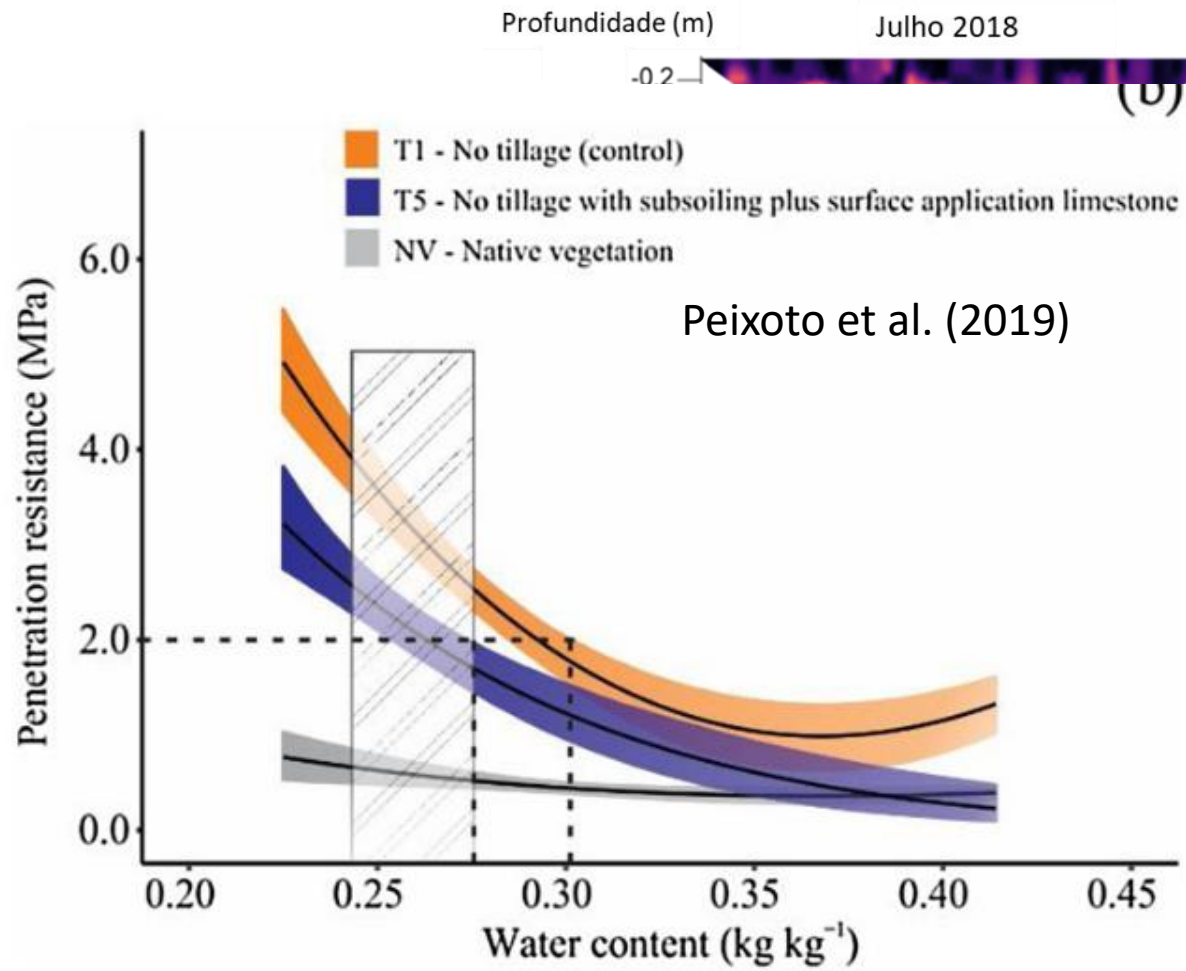 Profundidade (m)
Julho 2018
-0.2
(b)
T1 - No tillage (control)
T5 - No tillage with subsoiling plus surface application limestone
NV - Native vegetation
Peixoto et al. (2019)
Penetration resistance (MPa)
6.0
4.0
2.0
0.0
0.20 0.25 0.30 0.35 0.40 0.45
Water content (kg kg⁻¹)